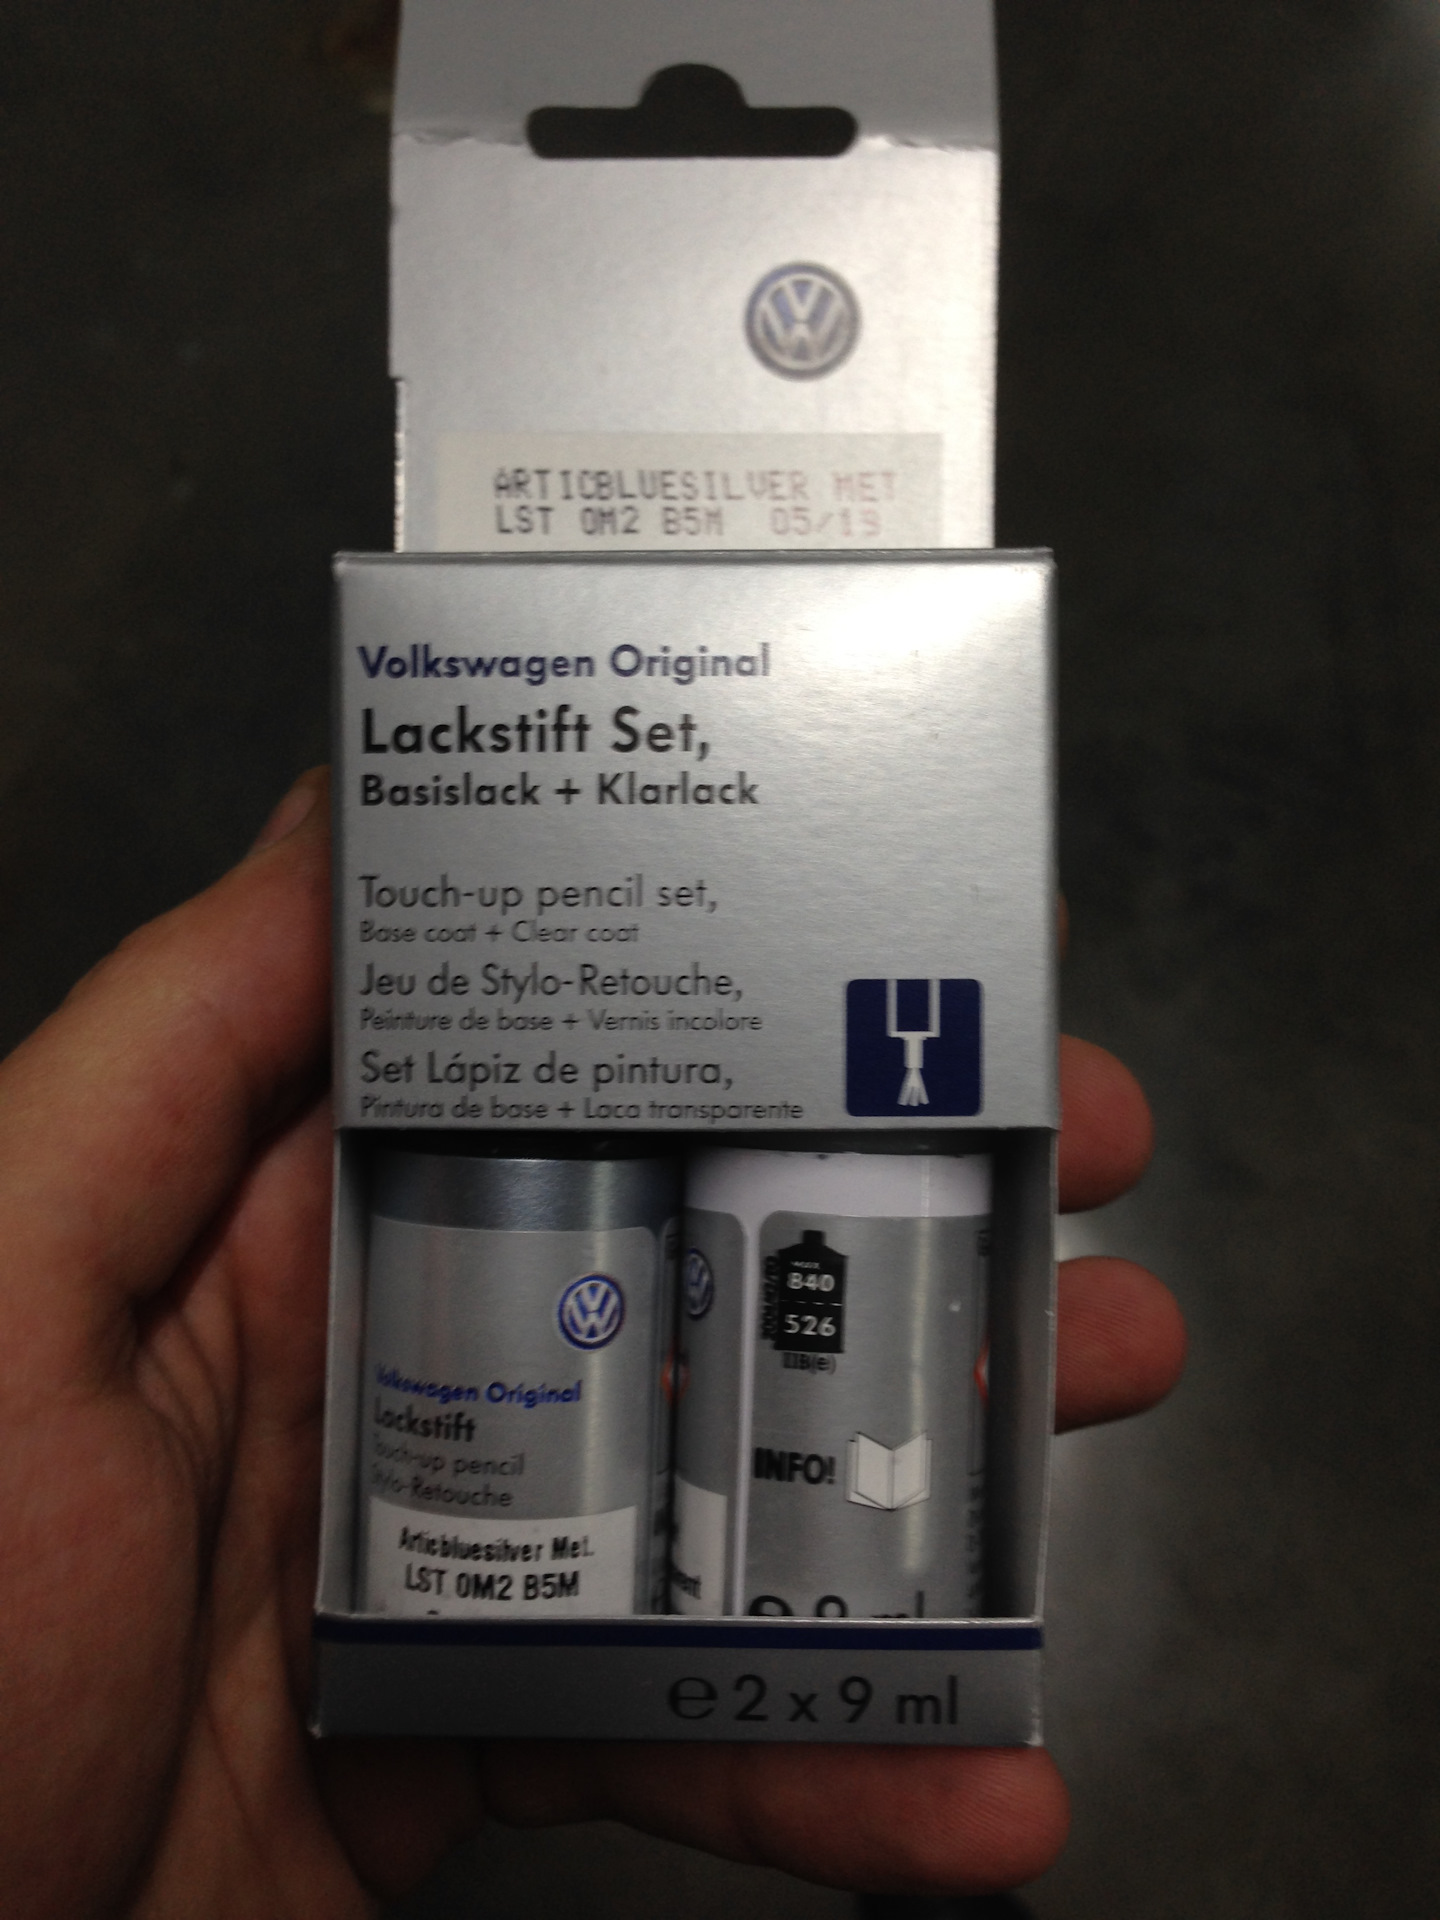 ARTICBLUESILVER MET
LST 0M2 B5M 05/19
Volkswagen Original
Lackstift Set,
Basislack + Klarlack
Touch-up pencil set,
Base coat + Clear coat
Jeu de Stylo-Retouche,
Peinture de base + Vernis incolore
Set Lápiz de pintura,
Pintura de base + Laca transparente
Volkswagen Original
Lackstift
Touch-up pencil
Stylo-Retouche
Articbluesilver Met.
LST 0M2 B5M
840
526
IIB(e)
INFO!
e 2 x 9 ml